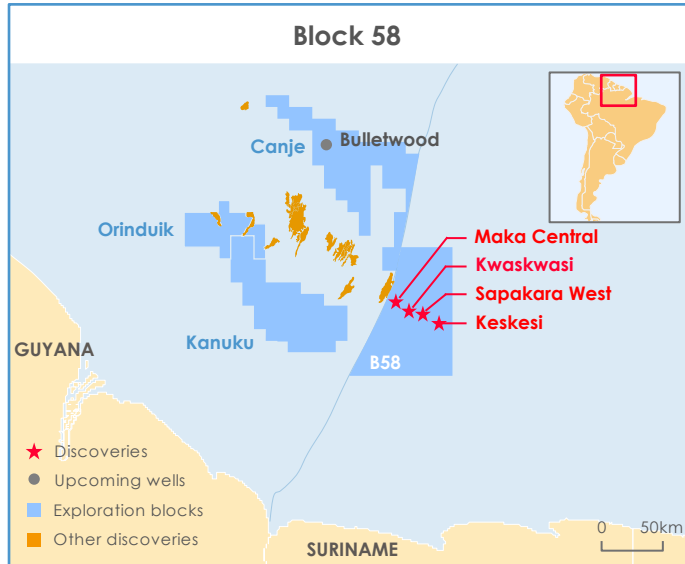 Block 58
Canje
Bulletwood
Orinduik
Maka Central
Kwaskwasi
Sapakara West
Keskesi
Kanuku
GUYANA
B58
Discoveries
Upcoming wells
Exploration blocks
Other discoveries
0 50km
SURINAME